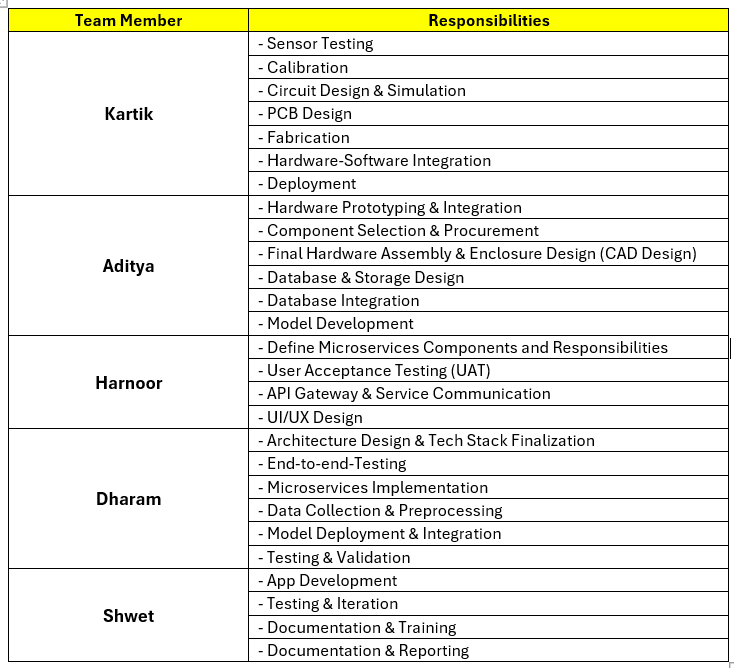 Team Member Responsibilities
Kartik
- Sensor Testing
- Calibration
- Circuit Design & Simulation
- PCB Design
- Fabrication
- Hardware-Software Integration
- Deployment
Aditya
- Hardware Prototyping & Integration
- Component Selection & Procurement
- Final Hardware Assembly & Enclosure Design (CAD Design)
- Database & Storage Design
- Database Integration
- Model Development
Harnoor
- Define Microservices Components and Responsibilities
- User Acceptance Testing (UAT)
- API Gateway & Service Communication
- UI/UX Design
Dharam
- Architecture Design & Tech Stack Finalization
- End-to-end-Testing
- Microservices Implementation
- Data Collection & Preprocessing
- Model Deployment & Integration
- Testing & Validation
Shwet
- App Development
- Testing & Iteration
- Documentation & Training
- Documentation & Reporting